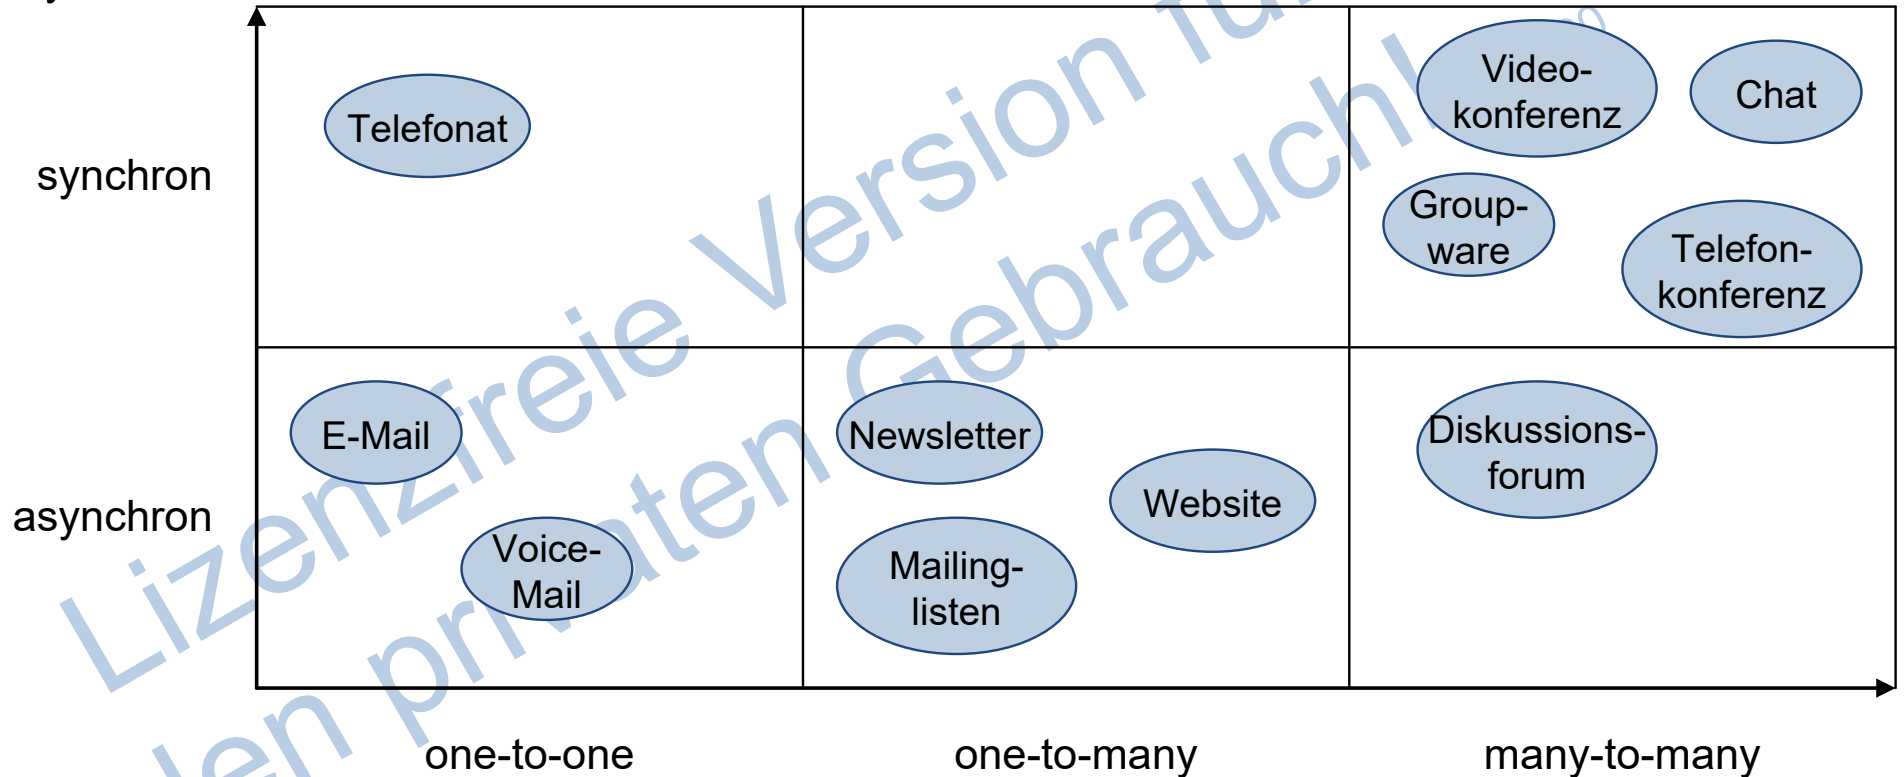 synchron
Telefonat
Video-
konferenz
Chat
Group-
ware
Telefon-
konferenz
asynchron
E-Mail
Voice-
Mail
Newsletter
Website
Mailing-
listen
Diskussions-
forum
one-to-one
one-to-many
many-to-many
Lizenzfreie Version für
den privaten Gebrauch!